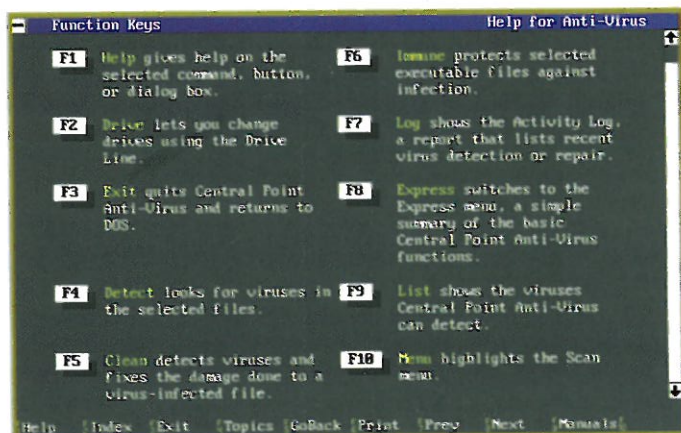 Function Keys
Help for Anti-Virus
F1 Help gives help on the
selected command, button,
or dialog box.
F2 Drive lets you change
drives using the Drive
Line.
F3 Exit quits Central Point
Anti-Virus and returns to
DOS.
F4 Detect looks for viruses in
the selected files.
F5 Clean detects viruses and
fixes the damage done to a
virus-infected file.
F6 Immune protects selected
executable files against
infection.
F7 Log shows the Activity Log,
a report that lists recent
virus detection or repair.
F8 Express switches to the
Express menu, a simple
summary of the basic
Central Point Anti-Virus
functions.
F9 List shows the viruses
Central Point Anti-Virus
can detect.
F10 Menu highlights the Scan
menu.
Help Index Exit Topics GoBack Print Prev Next Manuals